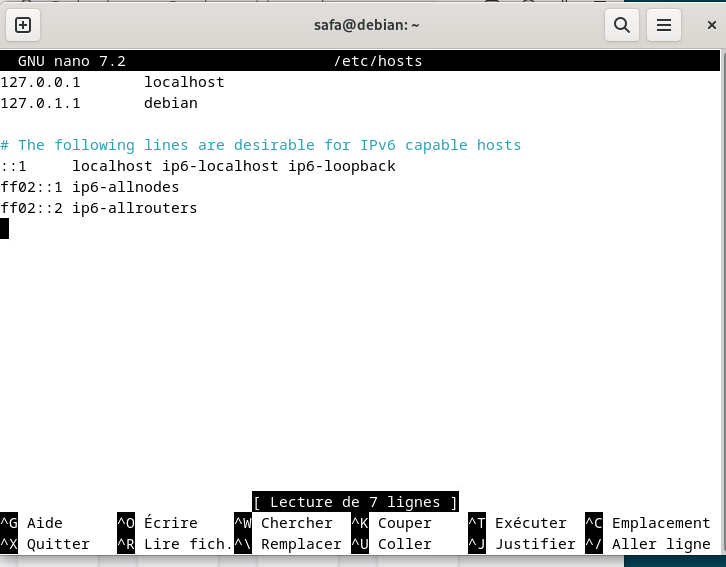 safa@debian: ~
GNU nano 7.2 /etc/hosts
127.0.0.1 localhost
127.0.1.1 debian
# The following lines are desirable for IPv6 capable hosts
::1 localhost ip6-localhost ip6-loopback
ff02::1 ip6-allnodes
ff02::2 ip6-allrouters
[ Lecture de 7 lignes ]
^G Aide ^O Écrire ^W Chercher ^K Couper ^T Exécuter ^C Emplacement
^X Quitter ^R Lire fich. ^\ Remplacer ^U Coller ^J Justifier ^/ Aller ligne